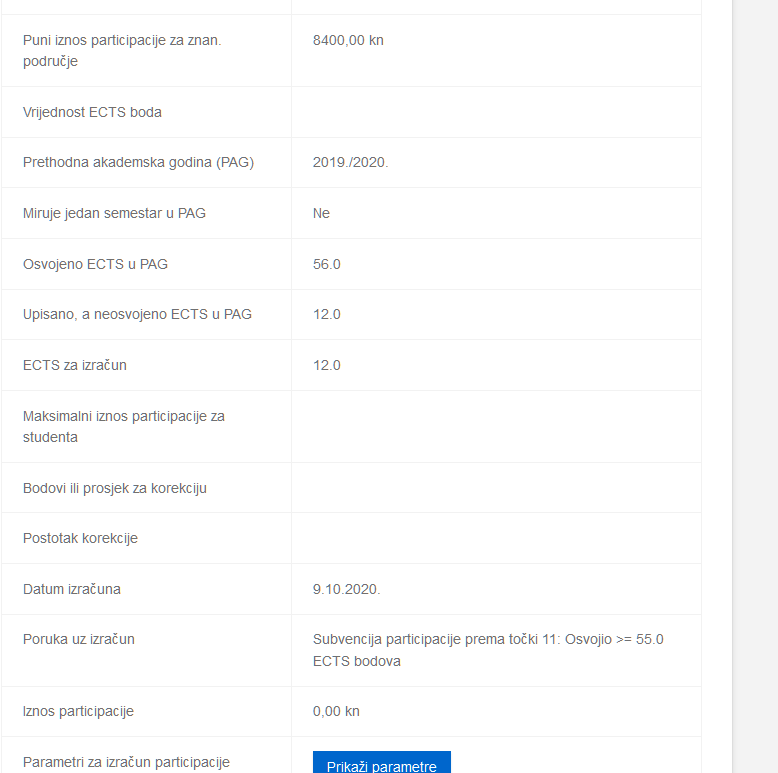 Puni iznos participacije za znan.
područje
8400,00 kn
Vrijednost ECTS boda
Prethodna akademska godina (PAG)
2019./2020.
Miruje jedan semestar u PAG
Ne
Osvojeno ECTS u PAG
56.0
Upisano, a neosvojeno ECTS u PAG
12.0
ECTS za izračun
12.0
Maksimalni iznos participacije za
studenta
Bodovi ili prosjek za korekciju
Postotak korekcije
Datum izračuna
9.10.2020.
Poruka uz izračun
Subvencija participacije prema točki 11: Osvojio >= 55.0
ECTS bodova
Iznos participacije
0,00 kn
Parametri za izračun participacije
Prikaži parametre